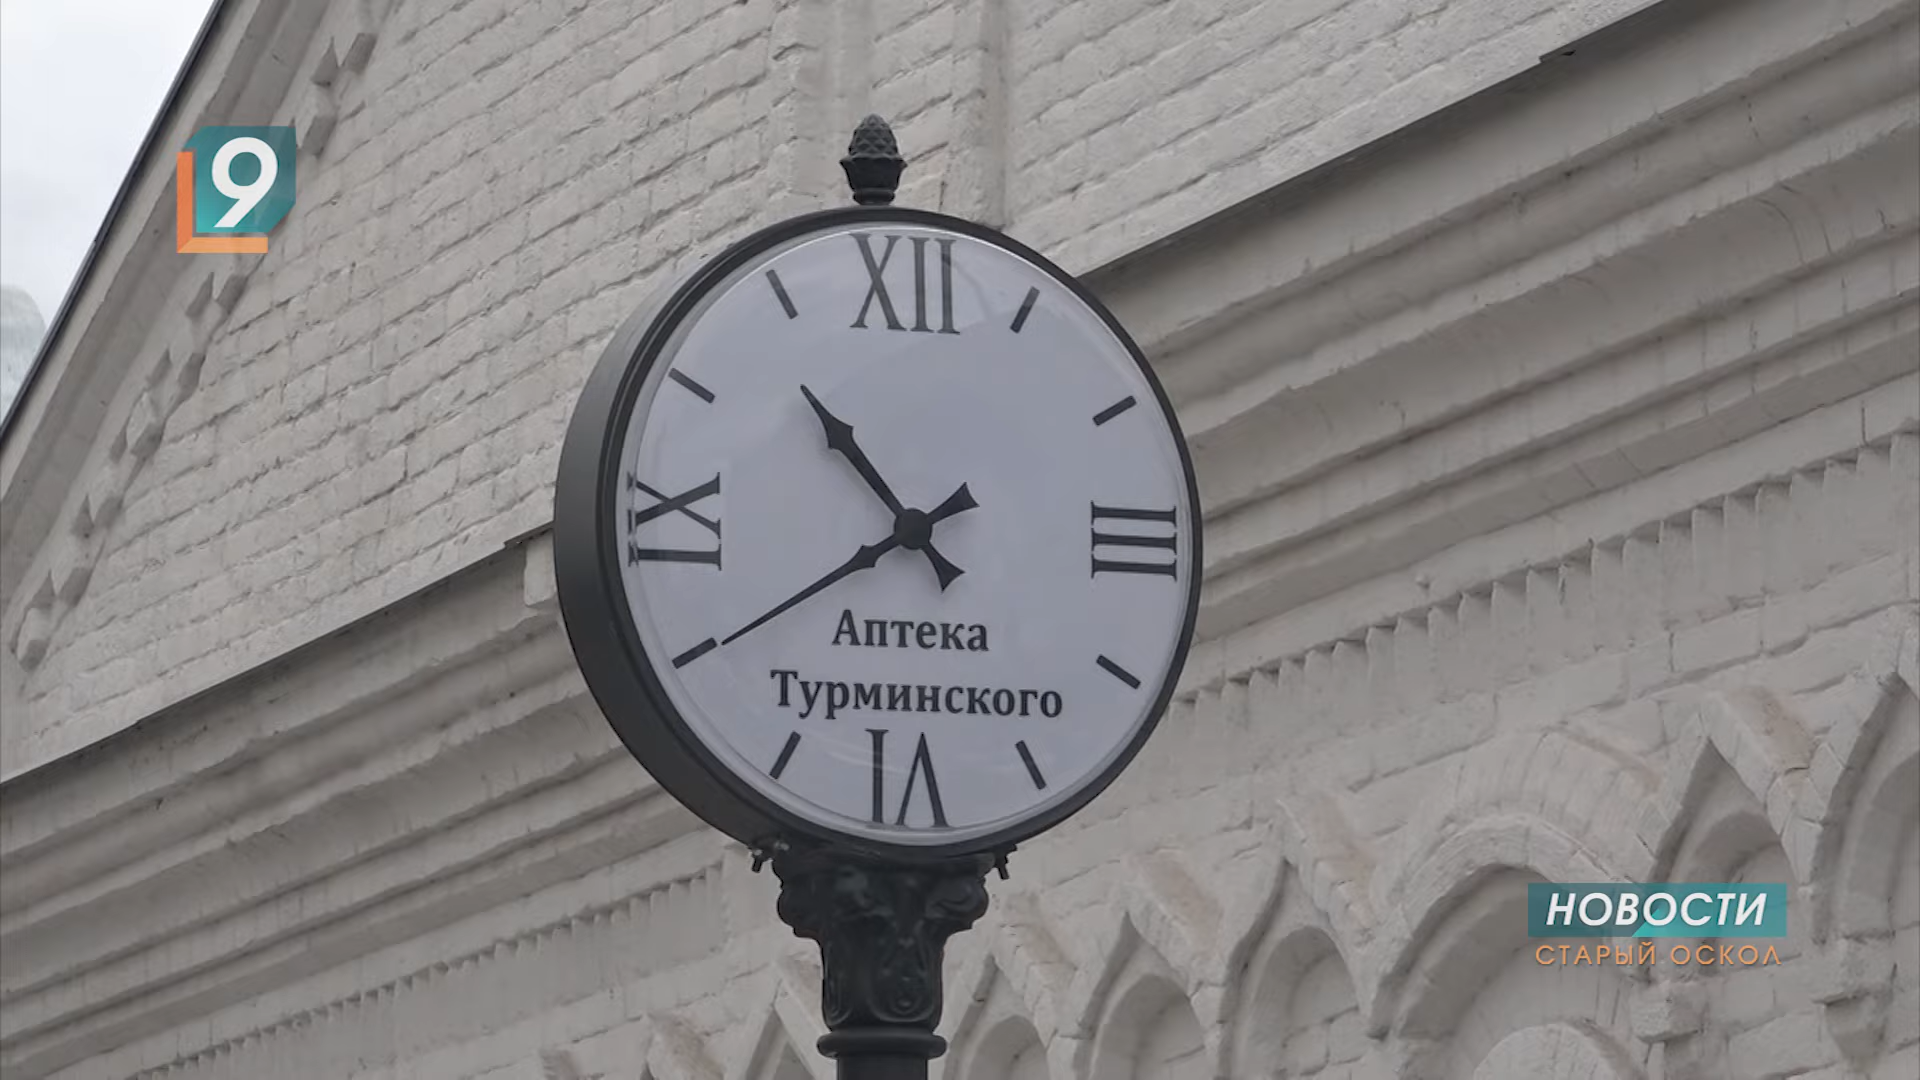 9
XII
IX
III
Аптека
Турминского
VI
НОВОСТИ
СТАРЫЙ ОСКОЛ